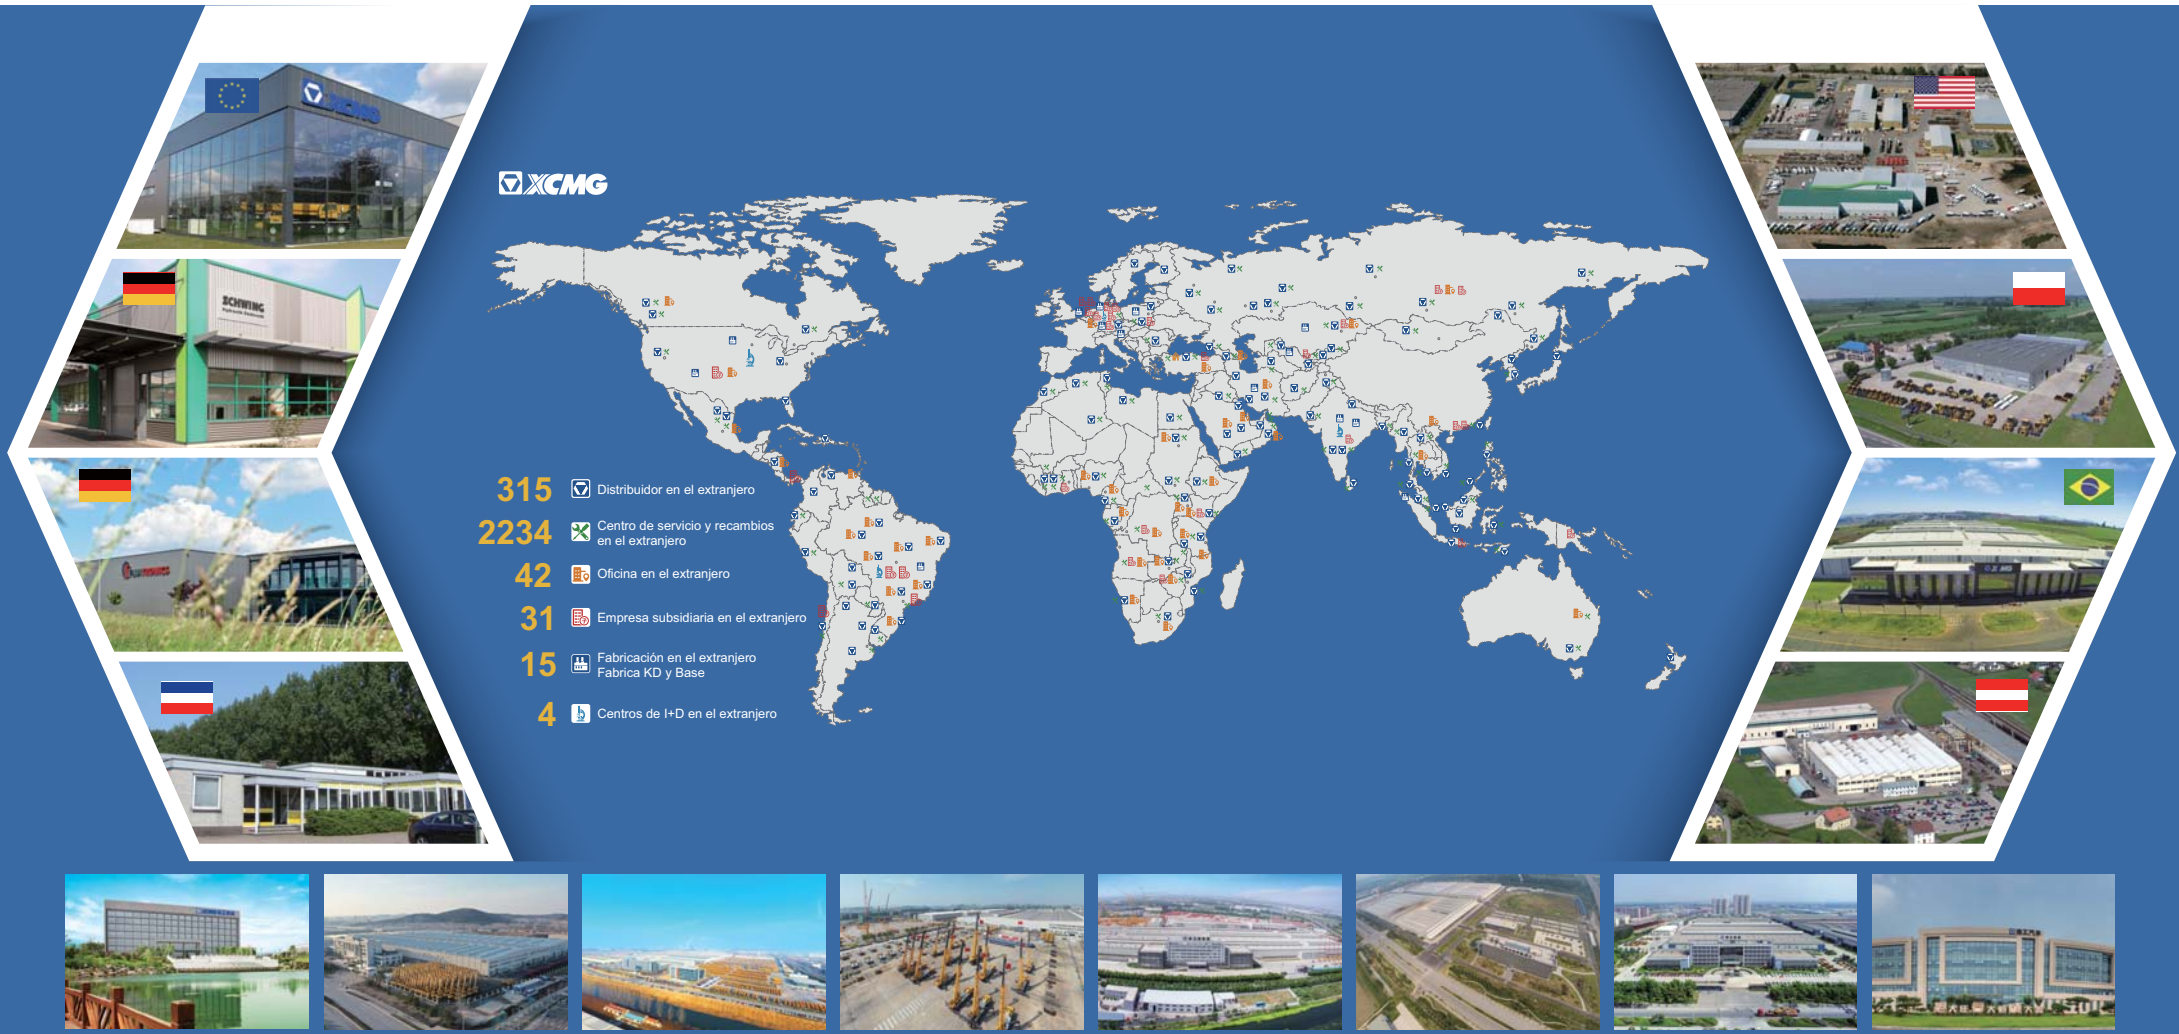 XCMG
SCHWING
XCMG
315 Distribuidor en el extranjero
2234 Centro de servicio y recambios
en el extranjero
42 Oficina en el extranjero
31 Empresa subsidiaria en el extranjero
15 Fabricación en el extranjero
Fabrica KD y Base
4 Centros de I+D en el extranjero